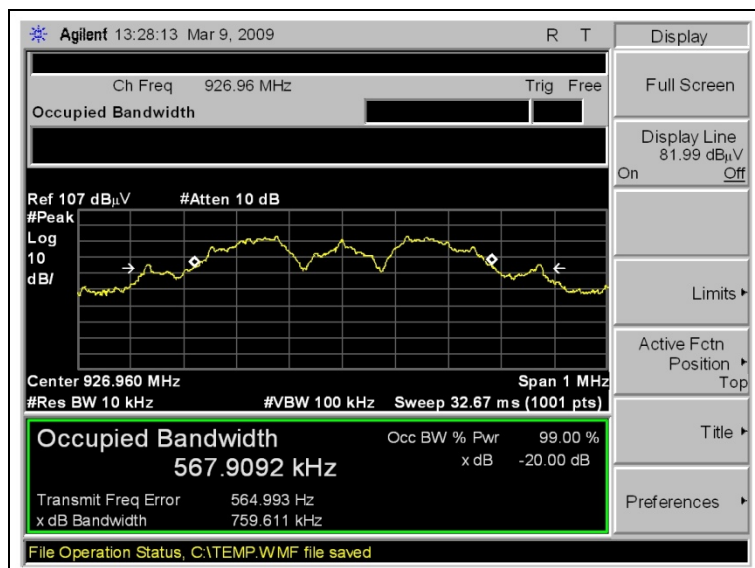 Agilent 13:28:13 Mar 9, 2009 R T
Display
Ch Freq 926.96 MHz Trig Free
Occupied Bandwidth
Full Screen
Display Line
81.99 dBµV
On Off
Ref 107 dBµV #Atten 10 dB
#Peak
Log
10
dB/
Limits
Active Fctn
Position
Top
Center 926.960 MHz Span 1 MHz
#Res BW 10 kHz #VBW 100 kHz Sweep 32.67 ms (1001 pts)
Occupied Bandwidth Occ BW % Pwr 99.00 %
567.9092 kHz x dB -20.00 dB
Title
Transmit Freq Error 564.993 Hz
x dB Bandwidth 759.611 kHz
Preferences
File Operation Status, C:\TEMP.WMF file saved